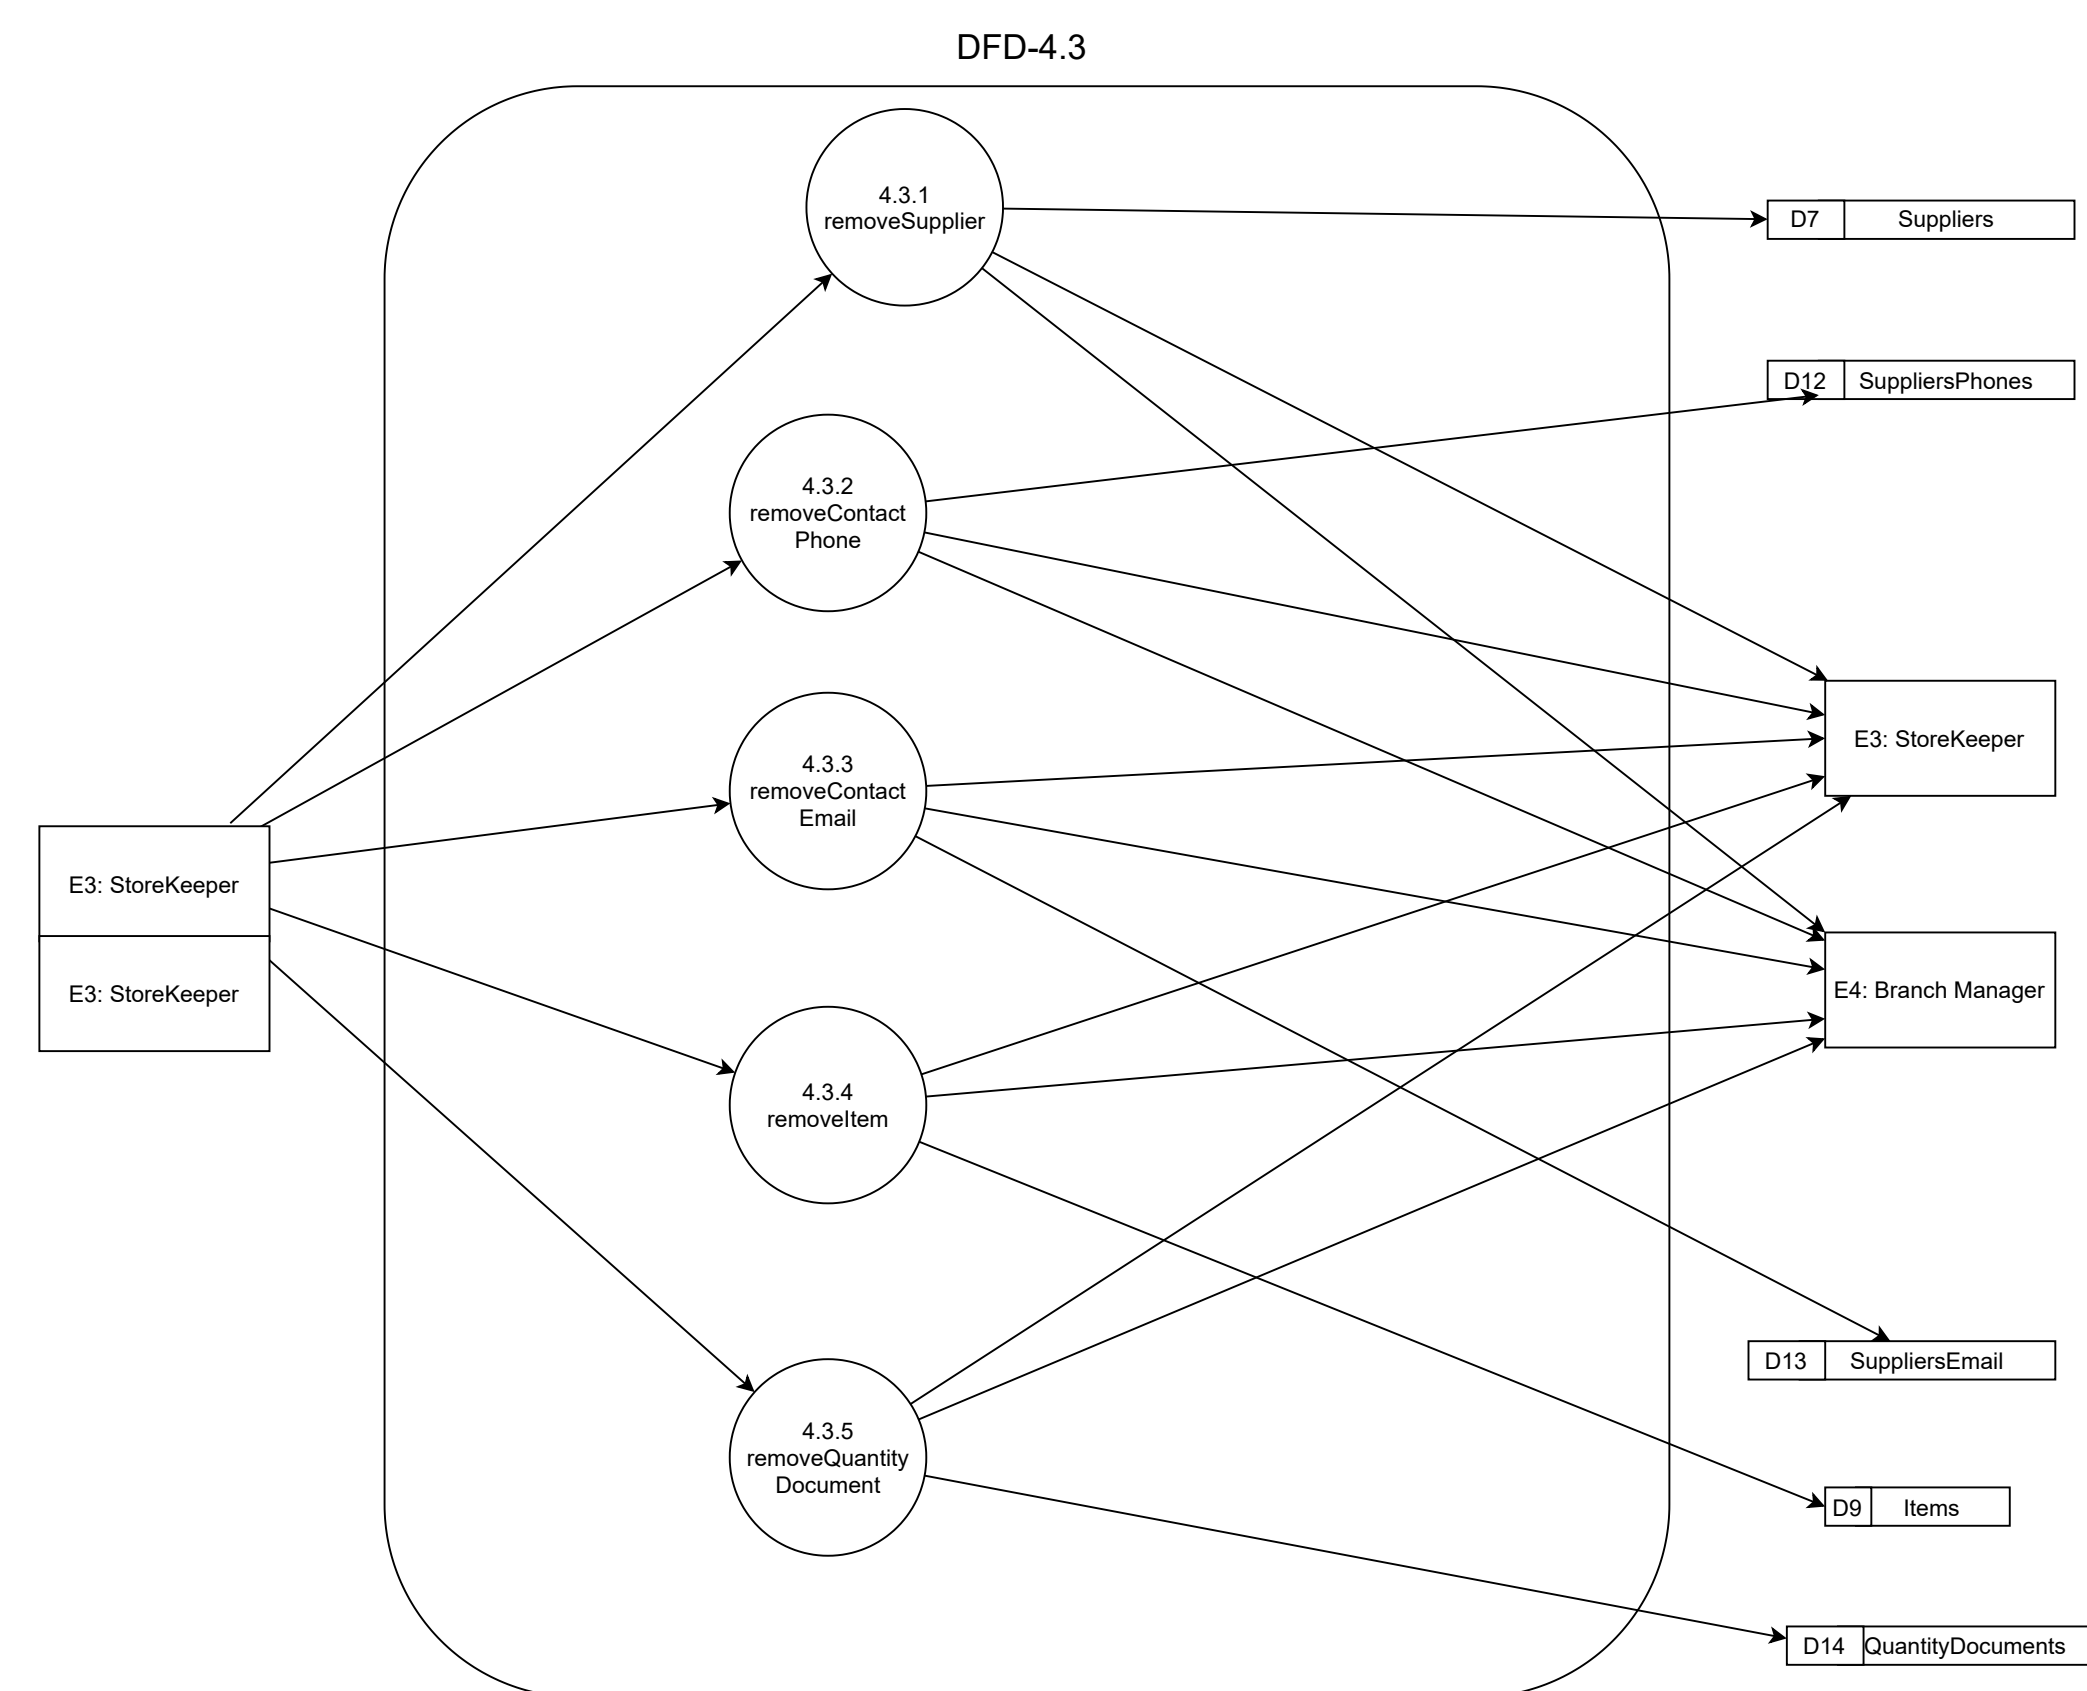 DFD-4.3
4.3.1
removeSupplier
D7
Suppliers
D12
SuppliersPhones
4.3.2
removeContact
Phone
E3: StoreKeeper
4.3.3
removeContact
Email
E3: StoreKeeper
E3: StoreKeeper
E4: Branch Manager
4.3.4
removeItem
D13
SuppliersEmail
4.3.5
removeQuantity
Document
D9
Items
D14
QuantityDocuments